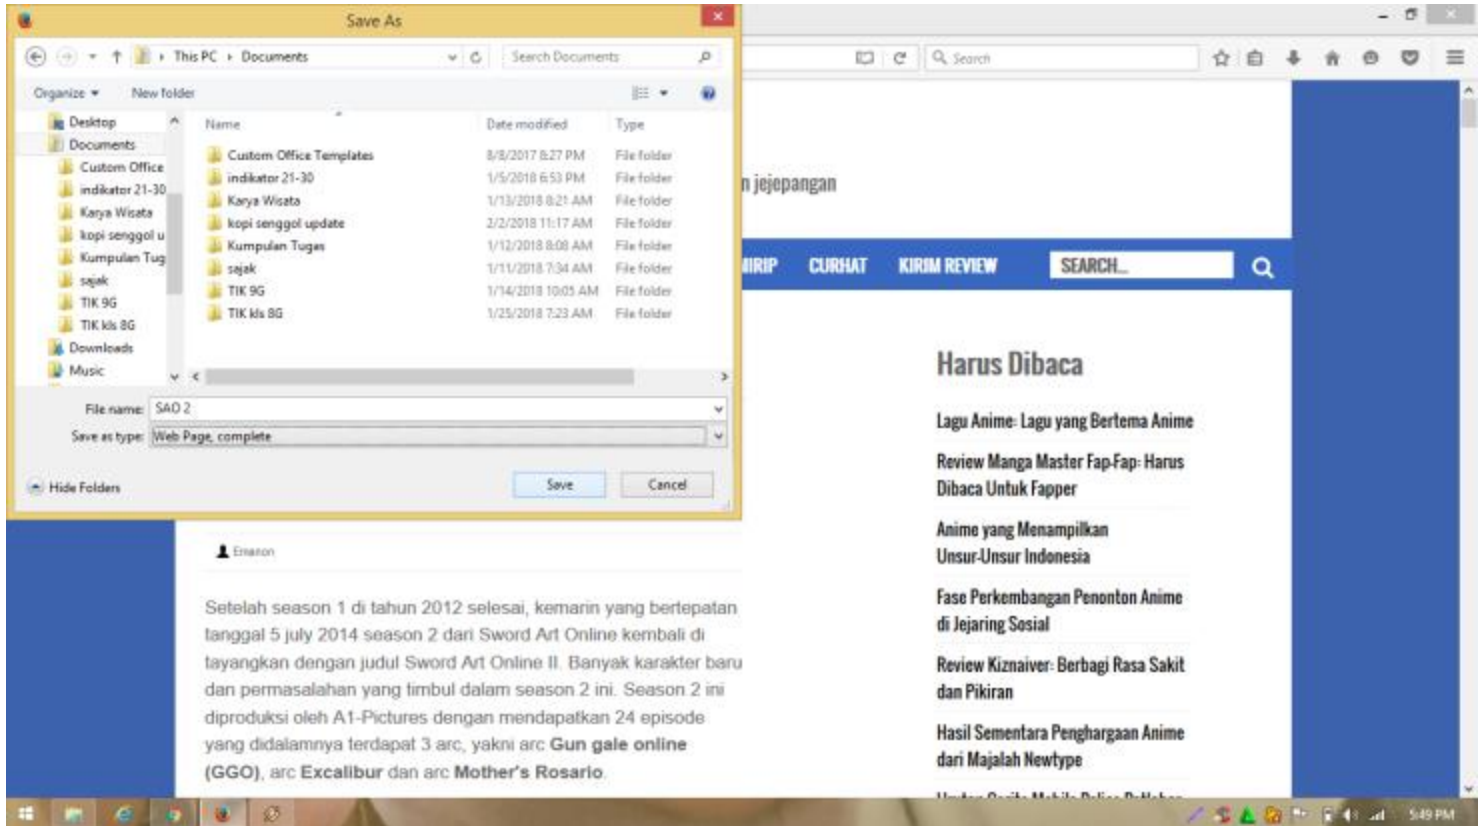 Save As
This PC Documents
Search Documents
Search
Organize New folder
Desktop
Documents
Custom Office
indikator 21-30
Karya Wisata
kopi senggol u
Kumpulan Tug
sajak
TIK 9G
TIK kls 8G
Downloads
Music
Name Date modified Type
Custom Office Templates 8/8/2017 8:27 PM File folder
indikator 21-30 1/5/2018 6:53 PM File folder
Karya Wisata 1/13/2018 8:21 AM File folder
kopi senggol update 2/2/2018 11:17 AM File folder
Kumpulan Tugas 1/12/2018 8:08 AM File folder
sajak 1/11/2018 7:34 AM File folder
TIK 9G 1/14/2018 10:05 AM File folder
TIK kls 8G 1/25/2018 7:23 AM File folder
File name: SAO 2
Save as type: Web Page, complete
Hide Folders
Save Cancel
n jejepangan
MIRIP CURHAT KIRIM REVIEW SEARCH...
Emanon
Setelah season 1 di tahun 2012 selesai, kemarin yang bertepatan
tanggal 5 july 2014 season 2 dari Sword Art Online kembali di
tayangkan dengan judul Sword Art Online II. Banyak karakter baru
dan permasalahan yang timbul dalam season 2 ini. Season 2 ini
diproduksi oleh A1-Pictures dengan mendapatkan 24 episode
yang didalamnya terdapat 3 arc, yakni arc Gun gale online
(GGO), arc Excalibur dan arc Mother's Rosario.
Harus Dibaca
Lagu Anime: Lagu yang Bertema Anime
Review Manga Master Fap-Fap: Harus
Dibaca Untuk Fapper
Anime yang Menampilkan
Unsur-Unsur Indonesia
Fase Perkembangan Penonton Anime
di Jejaring Sosial
Review Kiznaiver: Berbagi Rasa Sakit
dan Pikiran
Hasil Sementara Penghargaan Anime
dari Majalah Newtype
5:49 PM